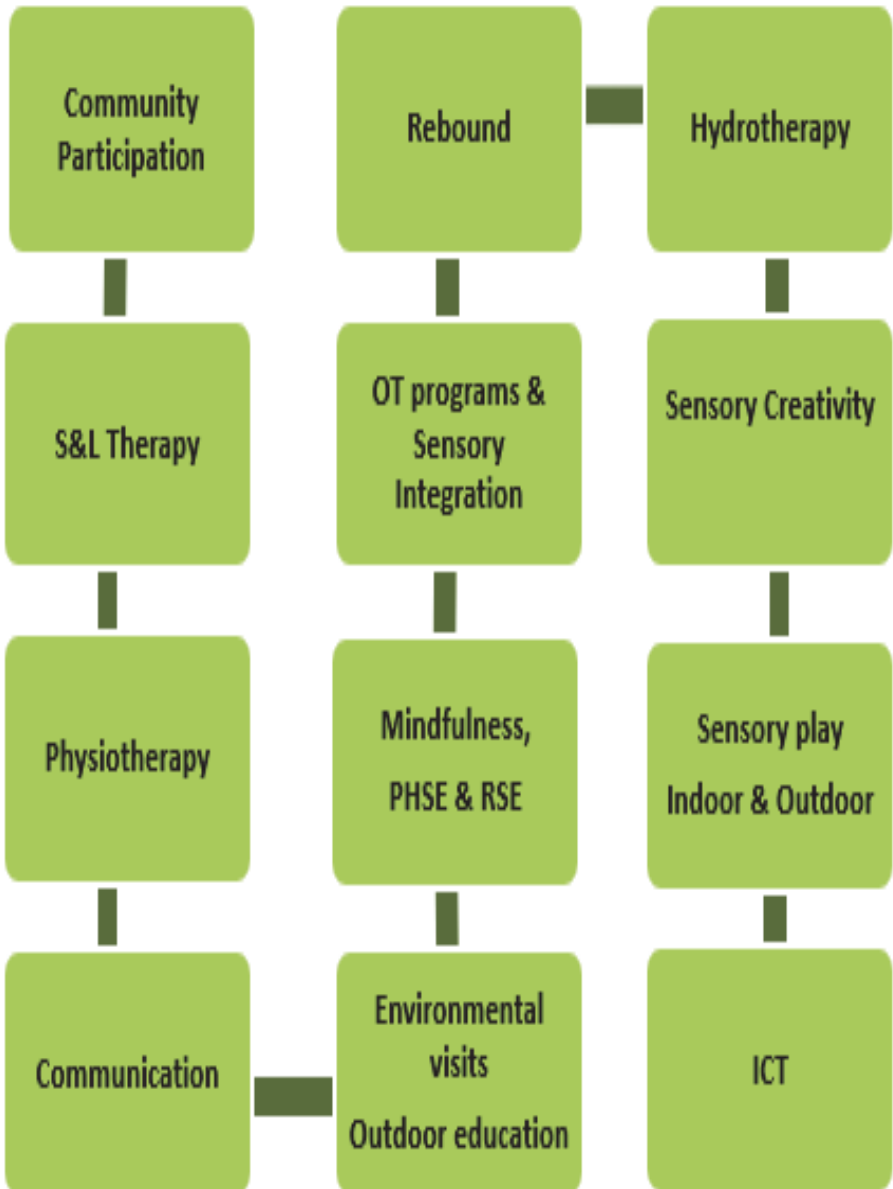 Community
Participation
S&L Therapy
Physiotherapy
Communication
Environmental
visits
Outdoor education
Mindfulness,
PHSE & RSE
OT programs &
Sensory
Integration
Rebound
Hydrotherapy
Sensory Creativity
Sensory play
Indoor & Outdoor
ICT